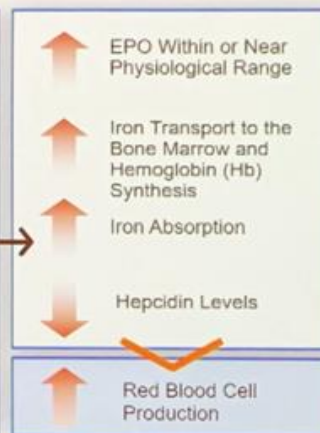 EPO Within or Near
Physiological Range
Iron Transport to the
Bone Marrow and
Hemoglobin (Hb)
Synthesis
Iron Absorption
Hepcidin Levels
Red Blood Cell
Production